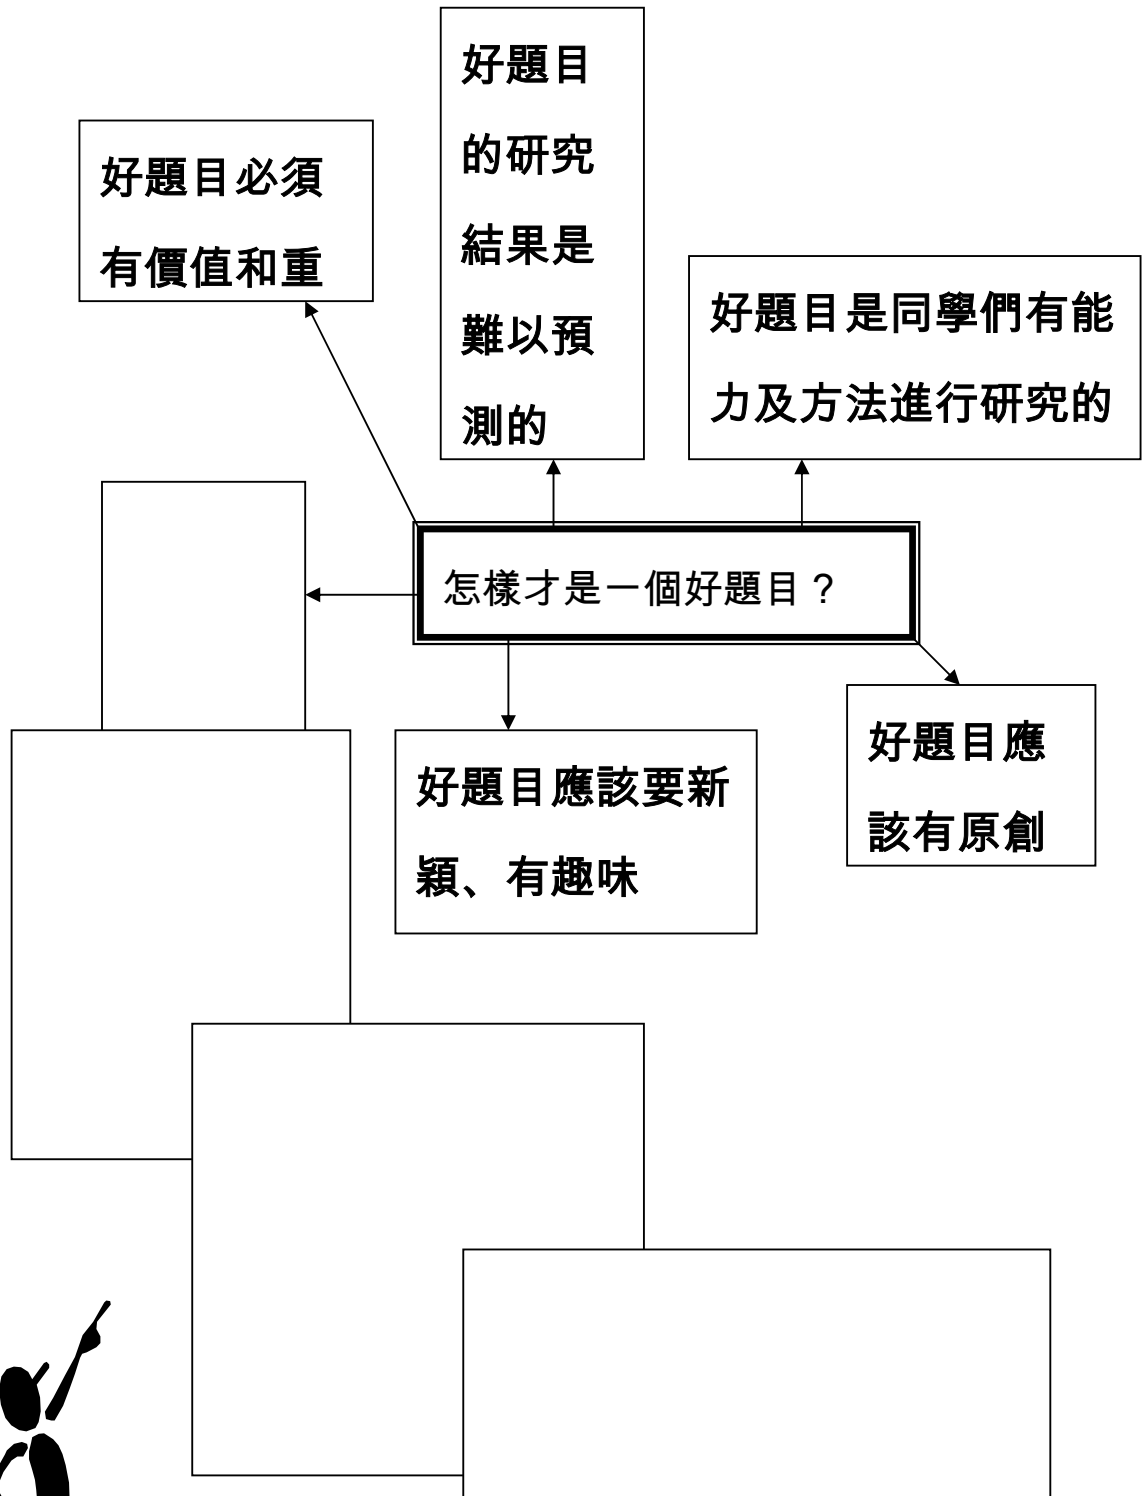 好題目
的研究
結果是
難以預
測的
好題目必須
有價值和重
好題目是同學們有能
力及方法進行研究的
怎樣才是一個好題目？
好題目應
該有原創
好題目應該要新
穎、有趣味